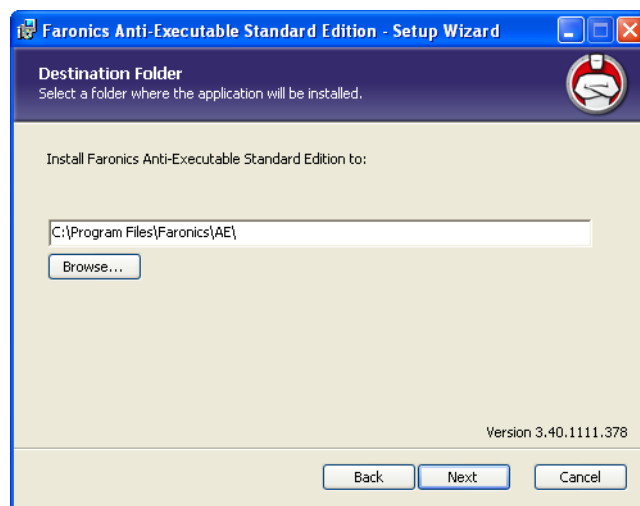 Faronics Anti-Executable Standard Edition - Setup Wizard
Destination Folder
Select a folder where the application will be installed.
Install Faronics Anti-Executable Standard Edition to:
C:\Program Files\Faronics\AE\
Browse...
Version 3.40.1111.378
Back Next Cancel